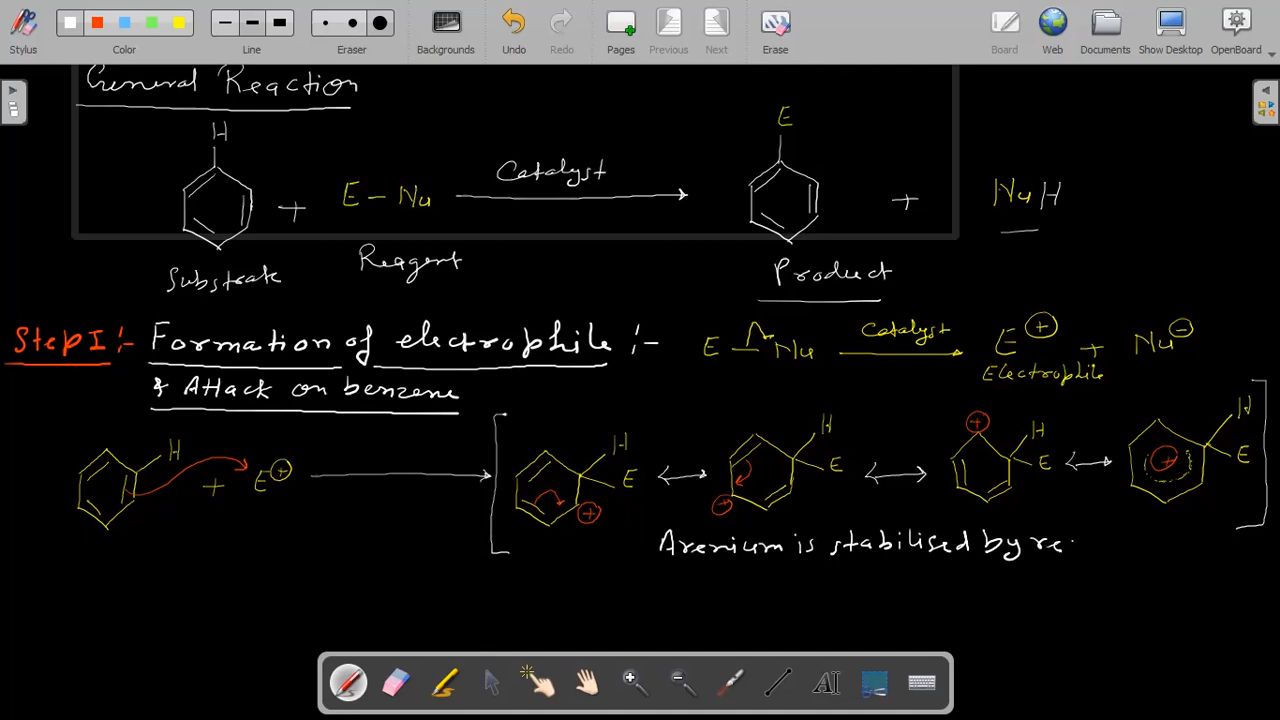 Stylus Color Line Eraser Backgrounds Undo Redo Pages Previous Next Erase Board Web Documents Show Desktop OpenBoard
General Reaction
H E
+ E - Nu Catalyst + NuH
Substrate Reagent Product
Step I :- Formation of electrophile :- E - Nu Catalyst E⊕ + Nu⊖
& Attack on benzene Electrophile
H + E⊕ [ H E ⊕ ↔ H E ⊕ ↔ ⊕ H E ↔ + H E ]
Arenium is stabilised by re
AI